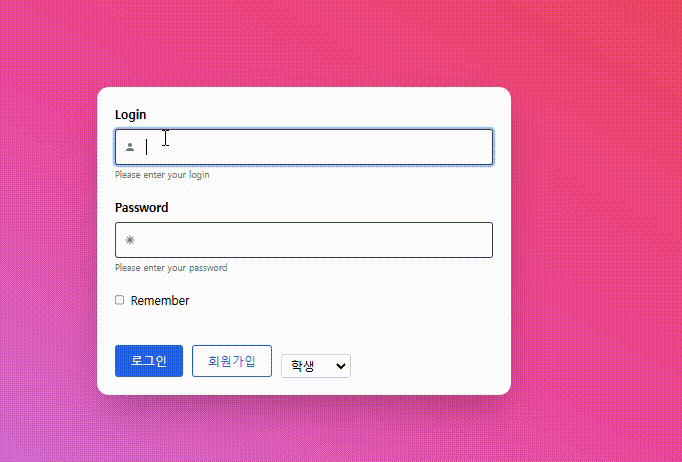 Login
Please enter your login
Password
Please enter your password
Remember
로그인 회원가입 학생